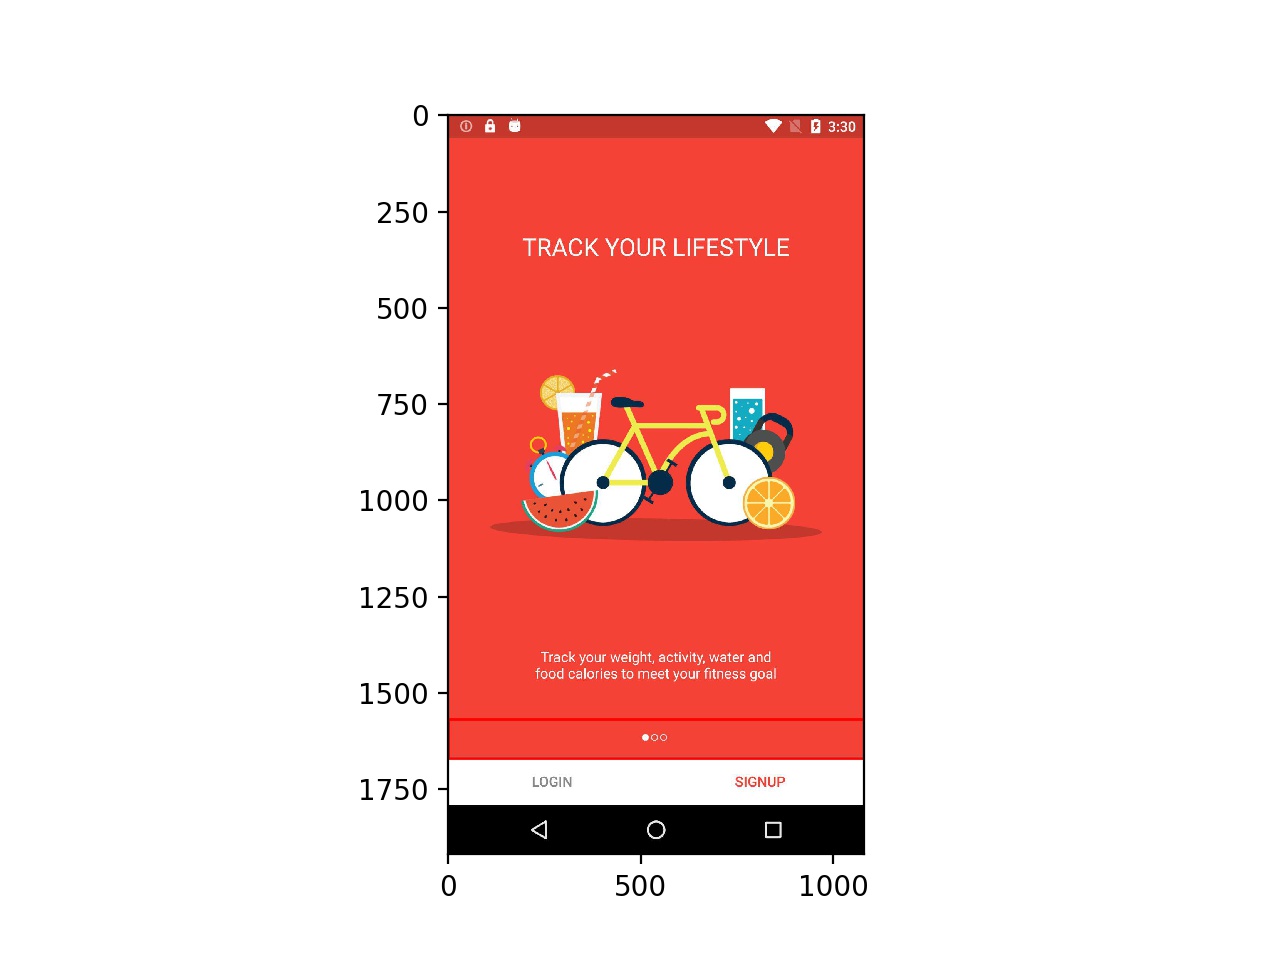 0
250
500
750
1000
1250
1500
1750
3:30
TRACK YOUR LIFESTYLE
Track your weight, activity, water and
food calories to meet your fitness goal
LOGIN SIGNUP
0 500 1000